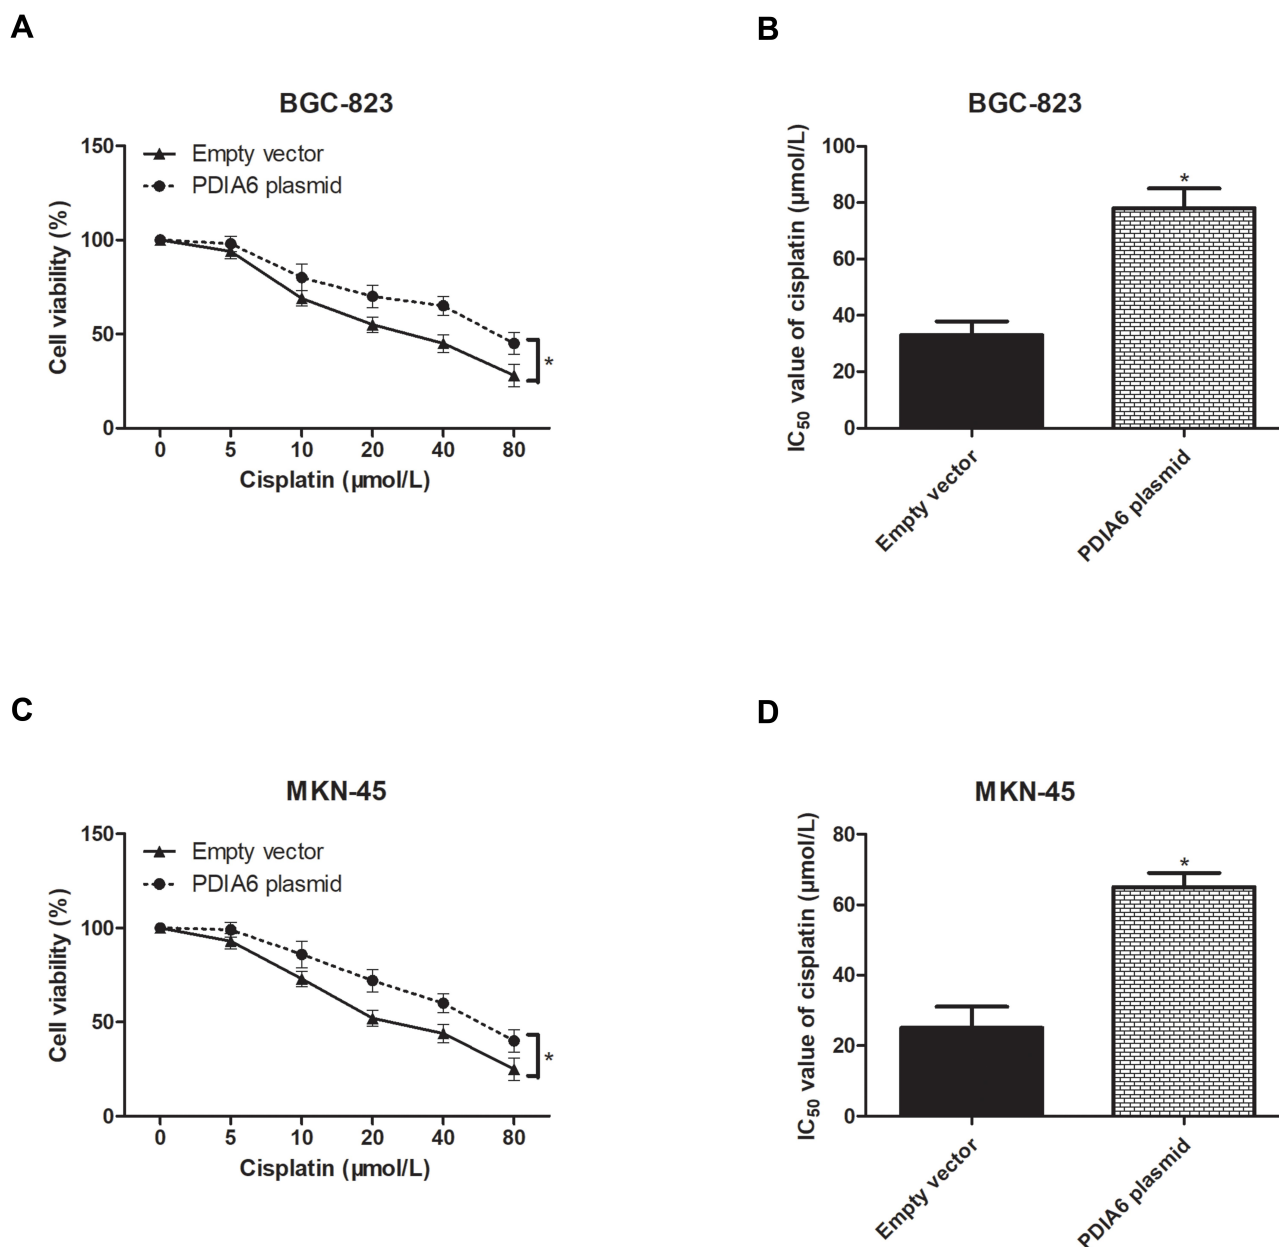 A
BGC-823
Empty vector
PDIA6 plasmid
Cell viability (%)
150
100
50
0
0 5 10 20 40 80
Cisplatin (µmol/L)
*
B
BGC-823
IC50 value of cisplatin (µmol/L)
100
80
60
40
20
0
*
Empty vector
PDIA6 plasmid
C
MKN-45
Empty vector
PDIA6 plasmid
Cell viability (%)
150
100
50
0
0 5 10 20 40 80
Cisplatin (µmol/L)
*
D
MKN-45
IC50 value of cisplatin (µmol/L)
80
60
40
20
0
*
Empty vector
PDIA6 plasmid